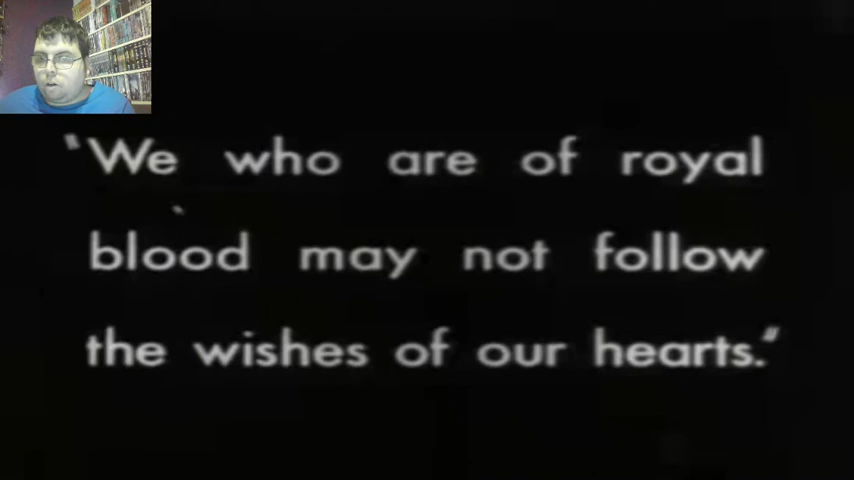 "We who are of royal
blood may not follow
the wishes of our hearts."